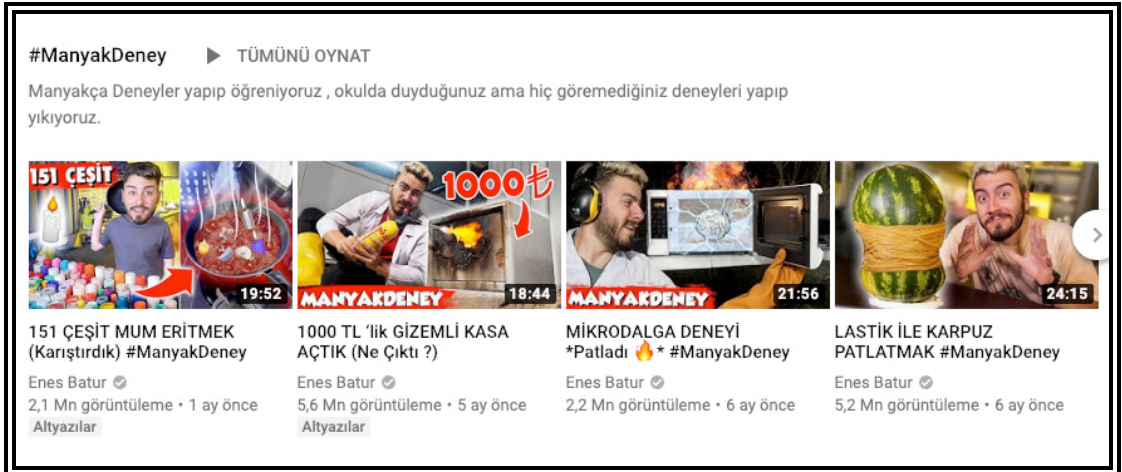 #ManyakDeney ▶ TÜMÜNÜ OYNAT
Manyakça Deneyler yapıp öğreniyoruz , okulda duyduğunuz ama hiç göremediğiniz deneyleri yapıp
yıkıyoruz.
151 ÇEŞİT
19:52
1000₺
MANYAKDENEY
18:44
MANYAKDENEY
21:56
24:15
151 ÇEŞİT MUM ERİTMEK
(Karıştırdık) #ManyakDeney
Enes Batur
2,1 Mn görüntüleme • 1 ay önce
Altyazılar
1000 TL ‘lik GİZEMLİ KASA
AÇTIK (Ne Çıktı ?)
Enes Batur
5,6 Mn görüntüleme • 5 ay önce
Altyazılar
MİKRODALGA DENEYİ
*Patladı 🔥* #ManyakDeney
Enes Batur
2,2 Mn görüntüleme • 6 ay önce
LASTİK İLE KARPUZ
PATLATMAK #ManyakDeney
Enes Batur
5,2 Mn görüntüleme • 6 ay önce